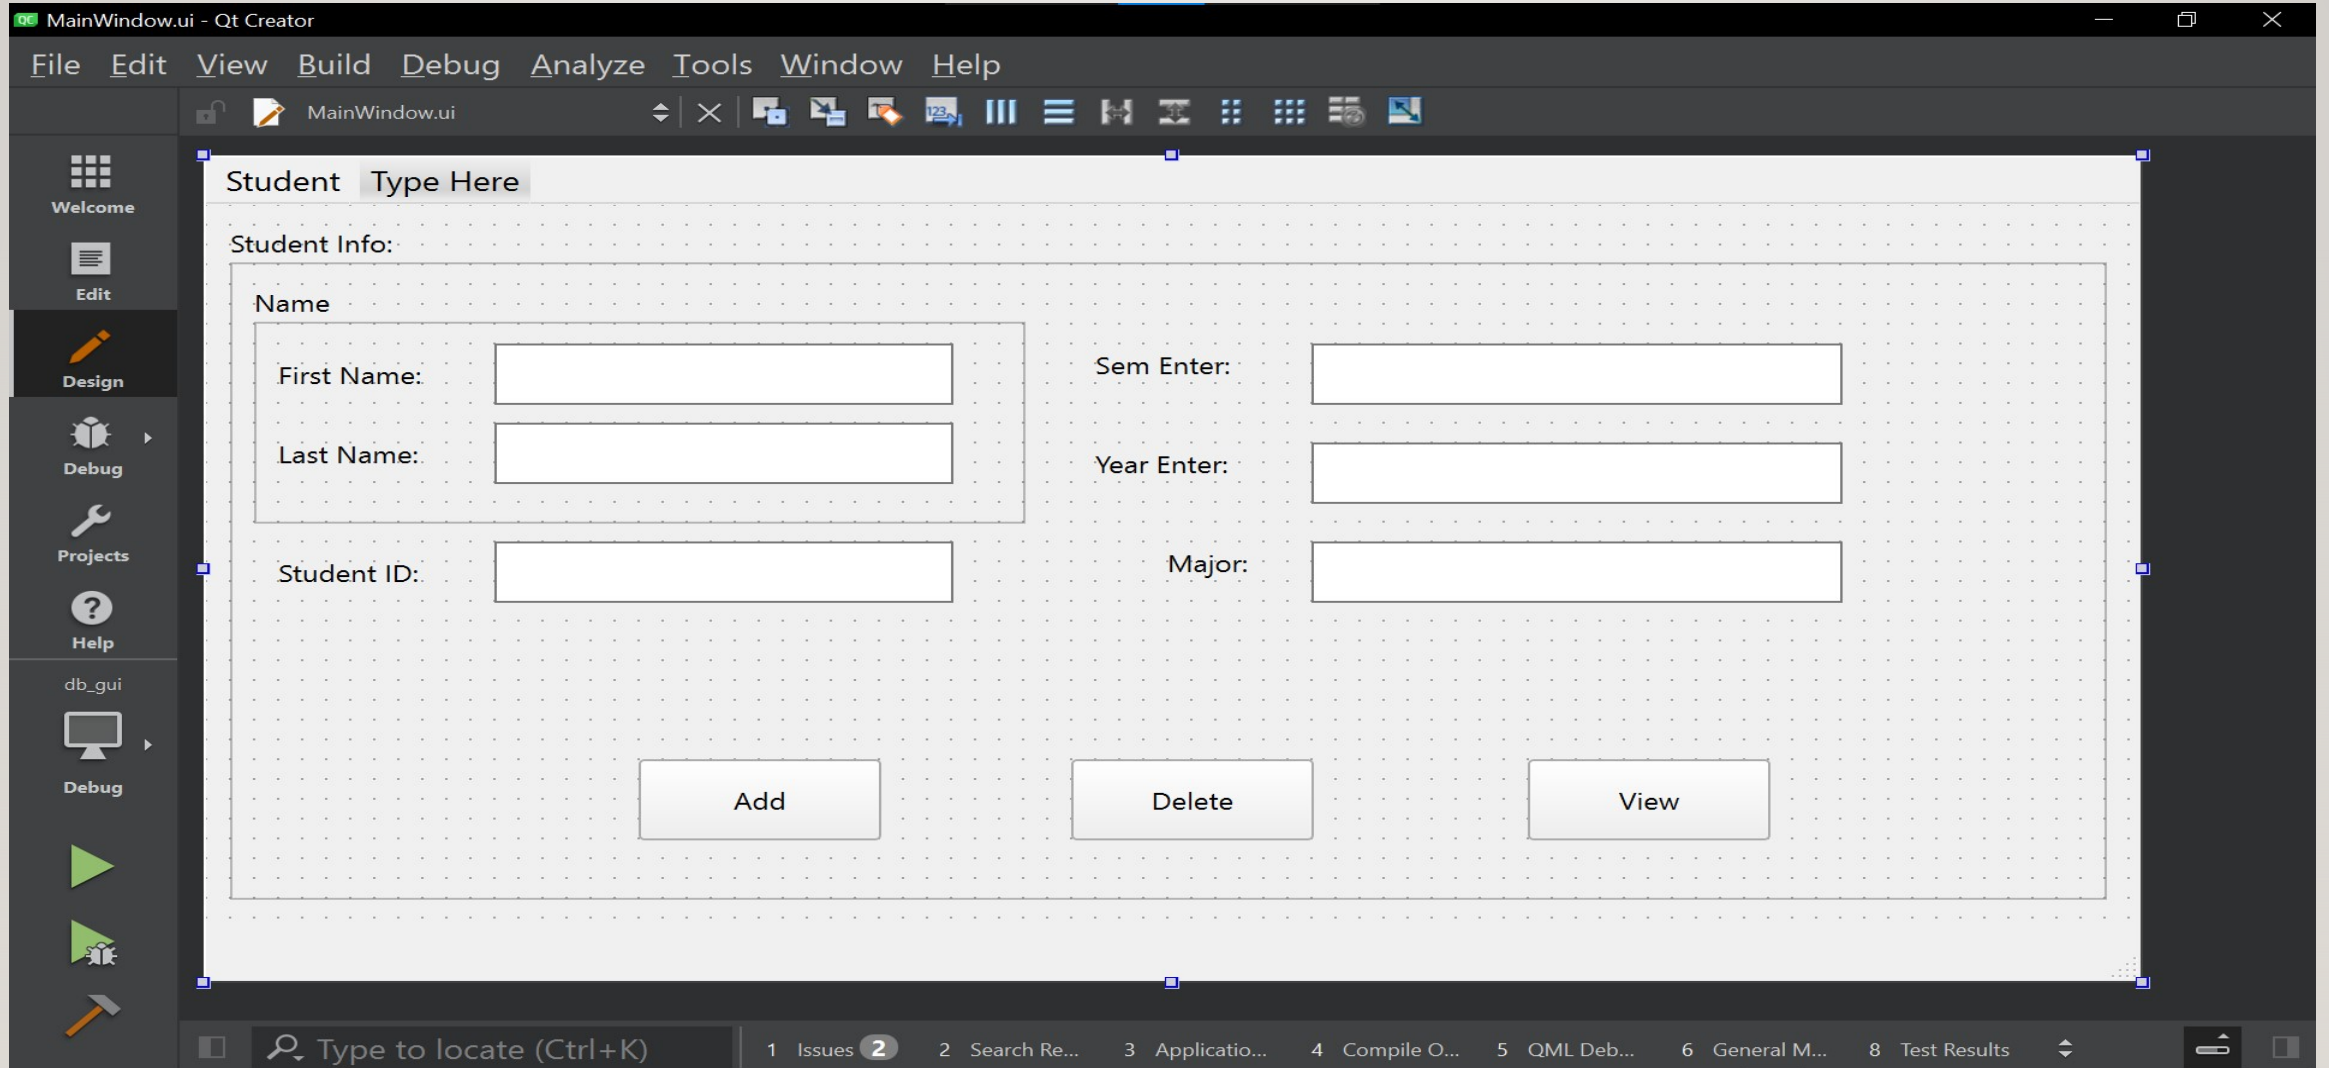 QC MainWindow.ui - Qt Creator
File Edit View Build Debug Analyze Tools Window Help
MainWindow.ui
123
Welcome
Edit
Design
Debug
Projects
Help
db_gui
Debug
Student Type Here
Student Info:
Name
First Name:
Last Name:
Student ID:
Sem Enter:
Year Enter:
Major:
Add Delete View
Type to locate (Ctrl+K) 1 Issues 2 2 Search Re... 3 Applicatio... 4 Compile O... 5 QML Deb... 6 General M... 8 Test Results